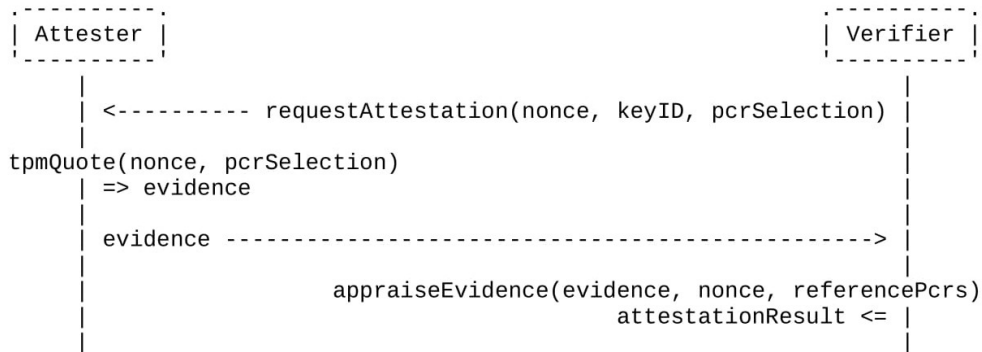 Attester Verifier
<---------- requestAttestation(nonce, keyID, pcrSelection)
tpmQuote(nonce, pcrSelection)
=> evidence
evidence ------------------------------------------------>
appraiseEvidence(evidence, nonce, referencePcrs)
attestationResult <=